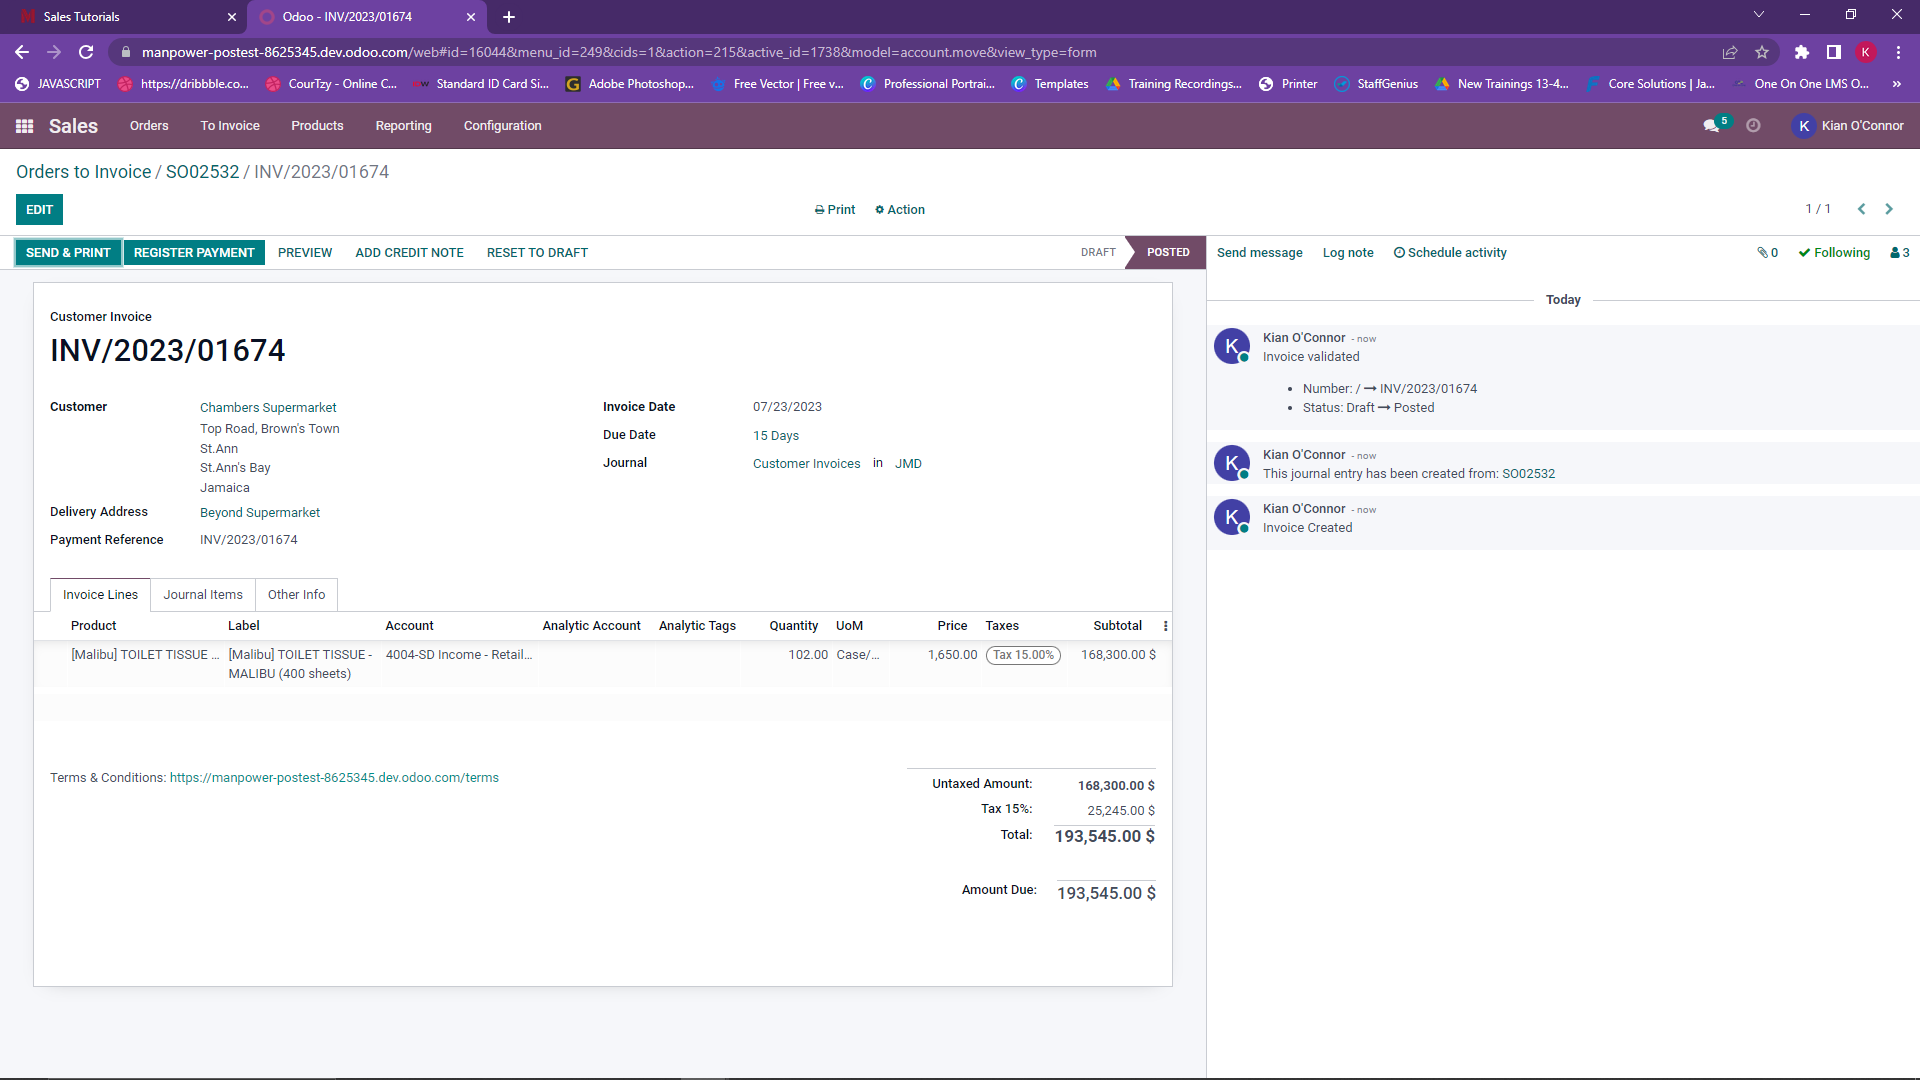 Sales Tutorials
Odoo - INV/2023/01674
manpower-postest-8625345.dev.odoo.com/web#id=16044&menu_id=249&cids=1&action=215&active_id=1738&model=account.move&view_type=form
K
JAVASCRIPT
https://dribbble.co...
CourTzy - Online C...
Standard ID Card Si...
Adobe Photoshop...
Free Vector | Free v...
Professional Portrai...
Templates
Training Recordings...
Printer
StaffGenius
New Trainings 13-4...
Core Solutions | Ja...
One On One LMS O...
»
Sales
Orders
To Invoice
Products
Reporting
Configuration
5
K
Kian O'Connor
Orders to Invoice / SO02532 / INV/2023/01674
EDIT
Print
Action
1 / 1
SEND & PRINT
REGISTER PAYMENT
PREVIEW
ADD CREDIT NOTE
RESET TO DRAFT
DRAFT
POSTED
Send message
Log note
Schedule activity
0
Following
3
Customer Invoice
INV/2023/01674
Customer
Chambers Supermarket
Top Road, Brown's Town
St.Ann
St.Ann's Bay
Jamaica
Delivery Address
Beyond Supermarket
Payment Reference
INV/2023/01674
Invoice Date
07/23/2023
Due Date
15 Days
Journal
Customer Invoices in JMD
Invoice Lines
Journal Items
Other Info
Product
Label
Account
Analytic Account
Analytic Tags
Quantity
UoM
Price
Taxes
Subtotal
[Malibu] TOILET TISSUE ...
[Malibu] TOILET TISSUE -
MALIBU (400 sheets)
4004-SD Income - Retail...
102.00
Case/...
1,650.00
Tax 15.00%
168,300.00 $
Terms & Conditions: https://manpower-postest-8625345.dev.odoo.com/terms
Untaxed Amount:
168,300.00 $
Tax 15%:
25,245.00 $
Total:
193,545.00 $
Amount Due:
193,545.00 $
Today
K
Kian O'Connor - now
Invoice validated
Number: / → INV/2023/01674
Status: Draft → Posted
K
Kian O'Connor - now
This journal entry has been created from: SO02532
K
Kian O'Connor - now
Invoice Created